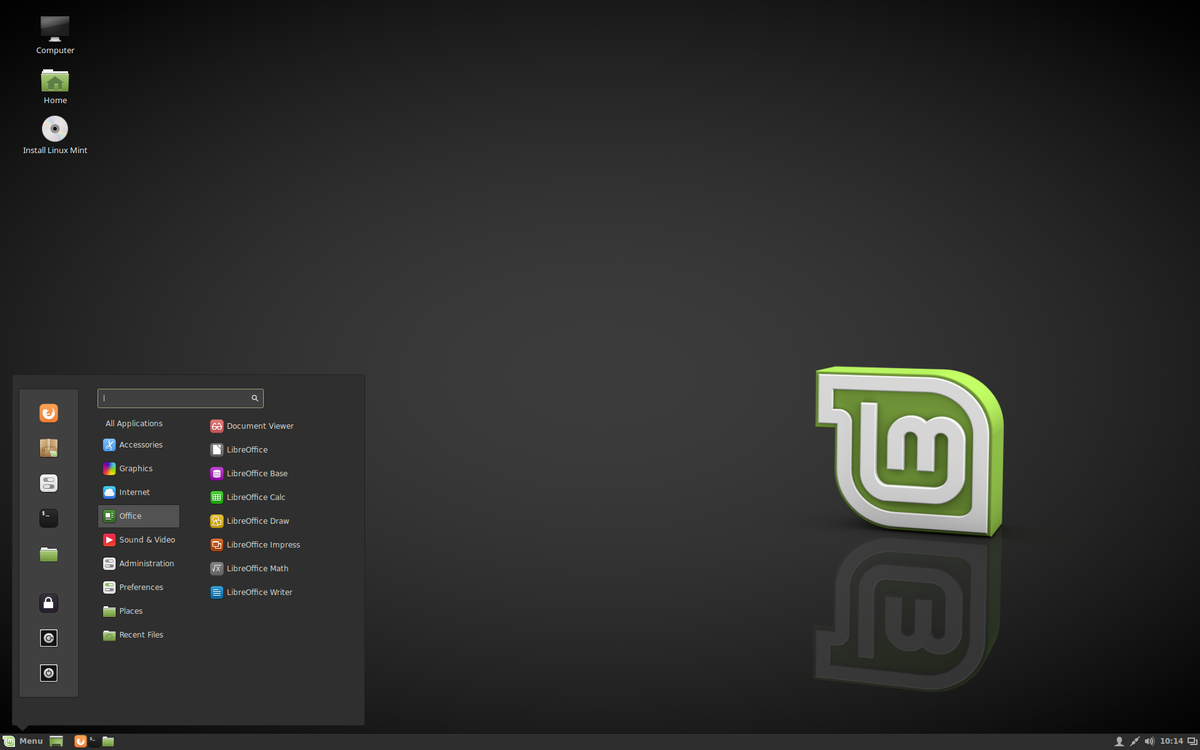 Computer
Home
Install Linux Mint
All Applications
Accessories
Graphics
Internet
Office
Sound & Video
Administration
Preferences
Places
Recent Files
Document Viewer
LibreOffice
LibreOffice Base
LibreOffice Calc
LibreOffice Draw
LibreOffice Impress
LibreOffice Math
LibreOffice Writer
Menu
10:14